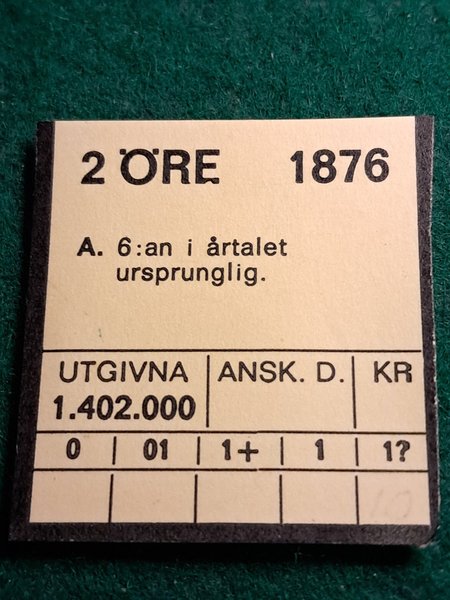 2 ÖRE 1876
A. 6:an i årtalet
ursprunglig.
UTGIVNA ANSK. D. KR
1.402.000
0 01 1+ 1 1?